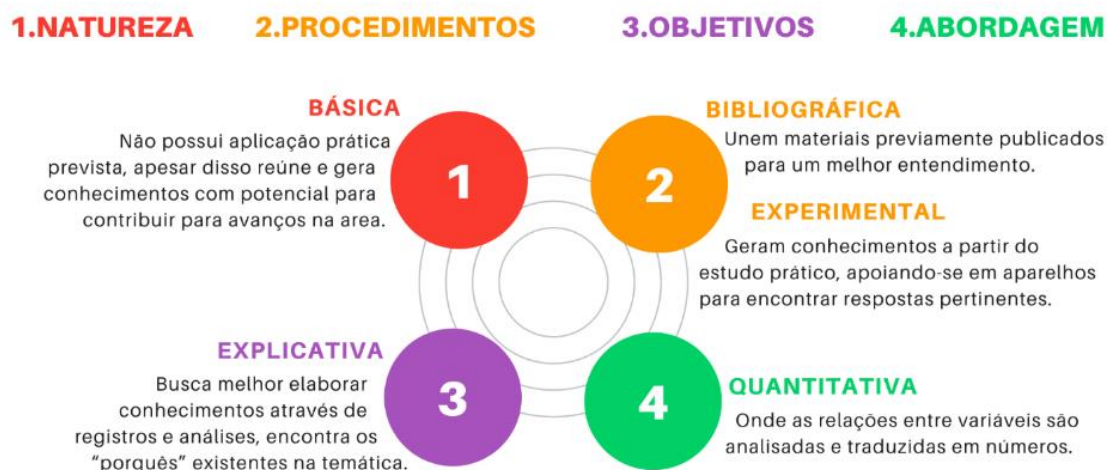 1.NATUREZA 2.PROCEDIMENTOS 3.OBJETIVOS 4.ABORDAGEM
BÁSICA
Não possui aplicação prática
prevista, apesar disso reúne e gera
conhecimentos com potencial para
contribuir para avanços na area.
1
BIBLIOGRÁFICA
Unem materiais previamente publicados
para um melhor entendimento.
2
EXPERIMENTAL
Geram conhecimentos a partir do
estudo prático, apoiando-se em aparelhos
para encontrar respostas pertinentes.
EXPLICATIVA
Busca melhor elaborar
conhecimentos através de
registros e análises, encontra os
“porquês” existentes na temática.
3
QUANTITATIVA
Onde as relações entre variáveis são
analisadas e traduzidas em números.
4